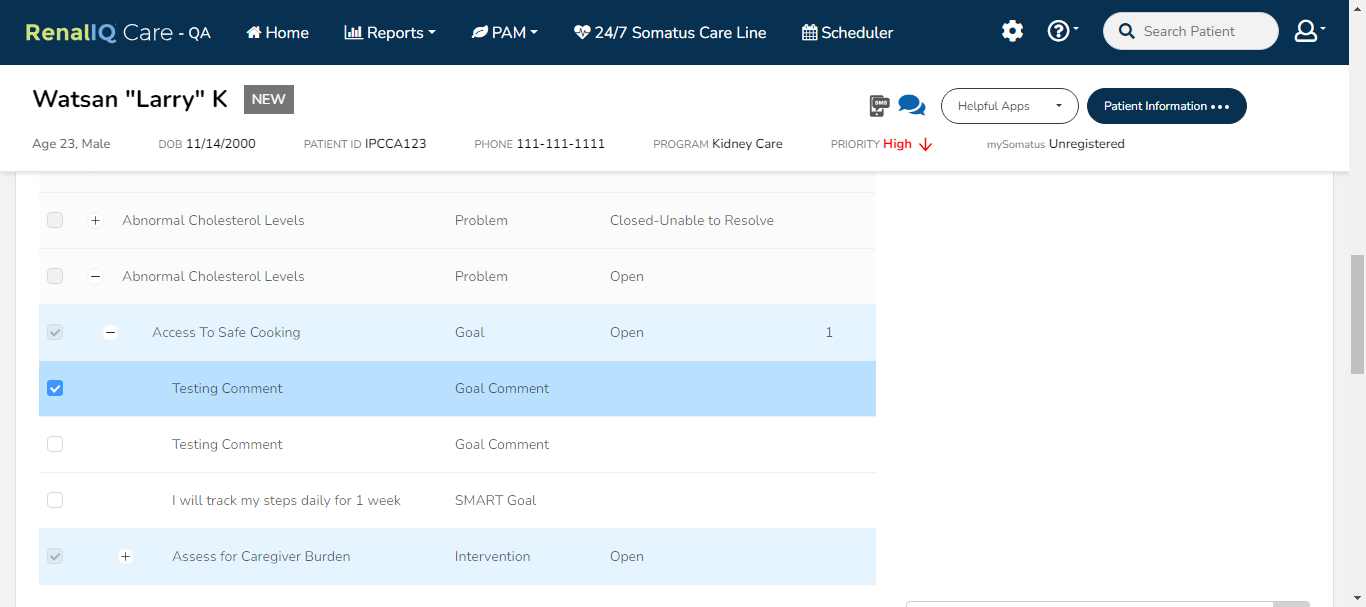 RenalIQ Care - QA Home Reports PAM 24/7 Somatus Care Line Scheduler Search Patient
Watsan "Larry" K NEW
SMS Helpful Apps Patient Information
Age 23, Male DOB 11/14/2000 PATIENT ID IPCCA123 PHONE 111-111-1111 PROGRAM Kidney Care PRIORITY High mySomatus Unregistered
+ Abnormal Cholesterol Levels Problem Closed-Unable to Resolve
− Abnormal Cholesterol Levels Problem Open
− Access To Safe Cooking Goal Open 1
Testing Comment Goal Comment
Testing Comment Goal Comment
I will track my steps daily for 1 week SMART Goal
+ Assess for Caregiver Burden Intervention Open